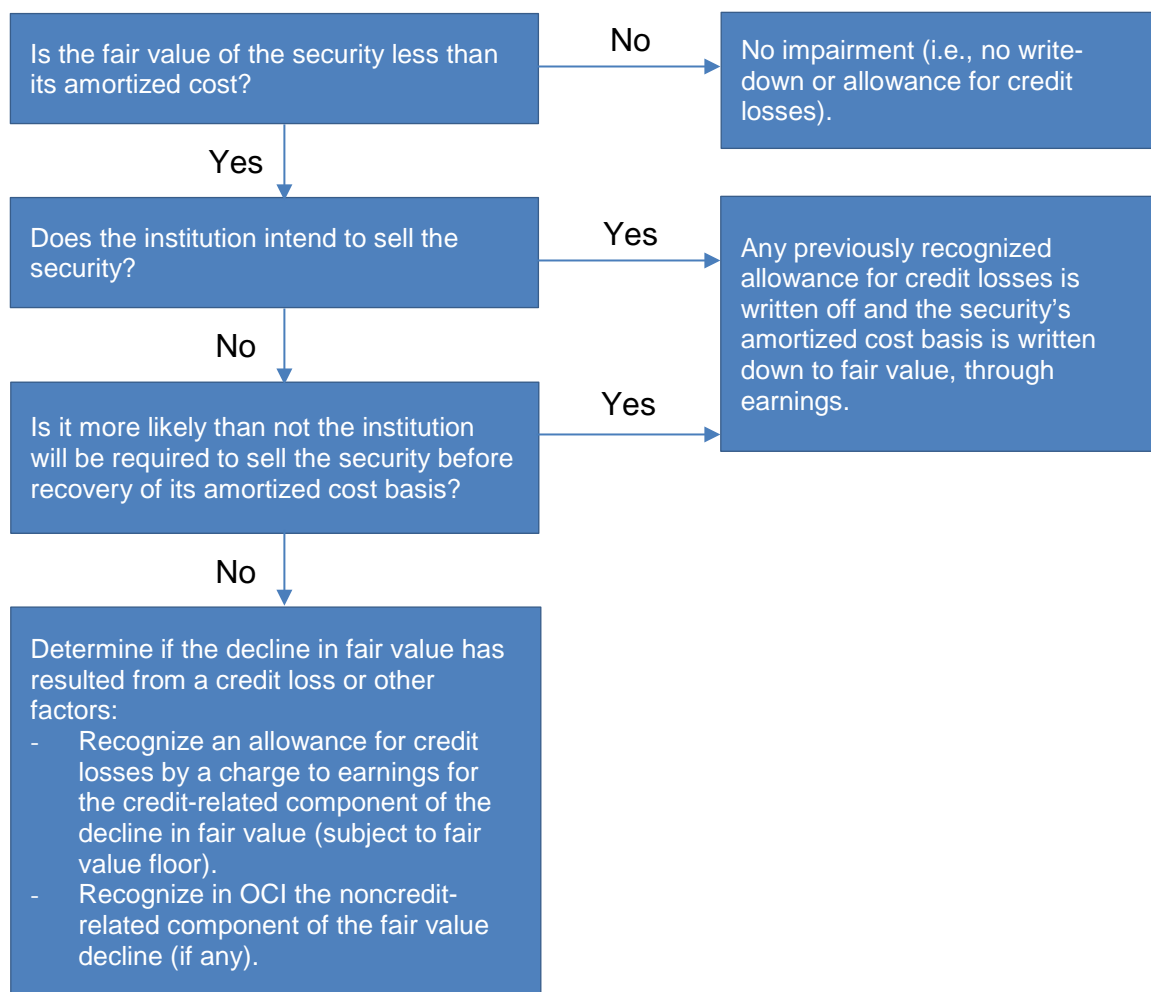 Is the fair value of the security less than
its amortized cost?
No
No impairment (i.e., no write-
down or allowance for credit
losses).
Yes
Does the institution intend to sell the
security?
Yes
Any previously recognized
allowance for credit losses is
written off and the security’s
amortized cost basis is written
down to fair value, through
earnings.
No
Is it more likely than not the institution
will be required to sell the security before
recovery of its amortized cost basis?
Yes
No
Determine if the decline in fair value has
resulted from a credit loss or other
factors:
- Recognize an allowance for credit
losses by a charge to earnings for
the credit-related component of the
decline in fair value (subject to fair
value floor).
- Recognize in OCI the noncredit-
related component of the fair value
decline (if any).